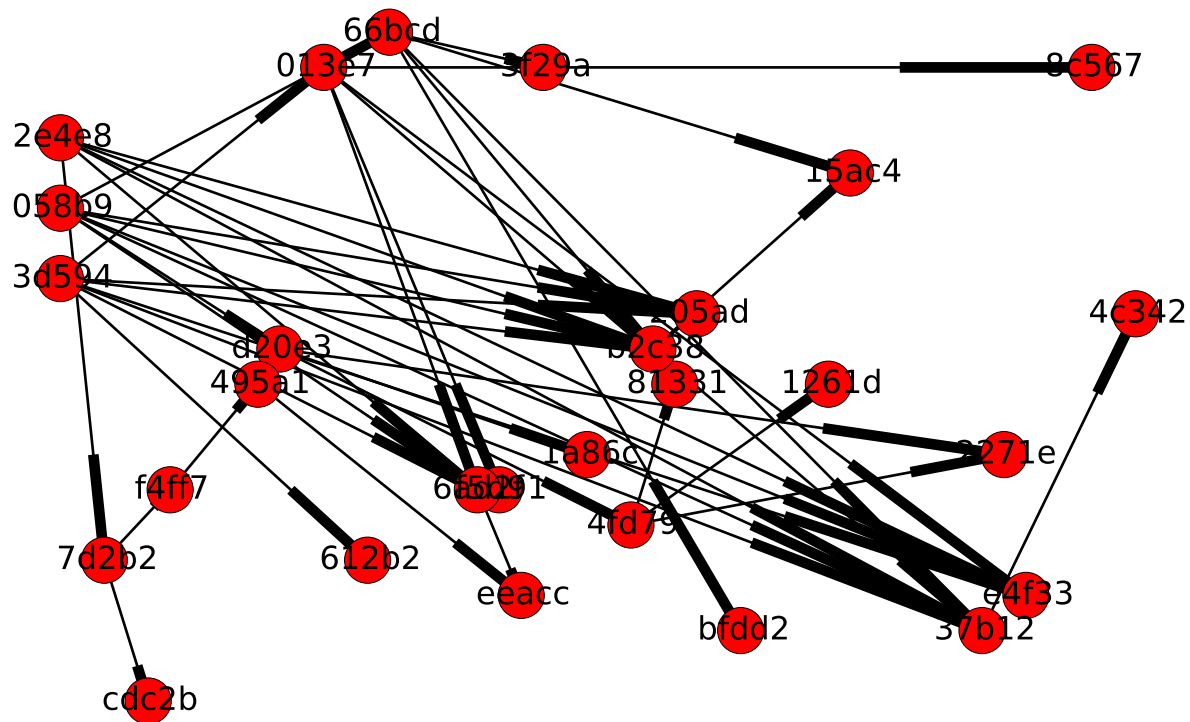 66bcd
013e7
3f29a
8c567
2e4e8
15ac4
058b9
3d594
205ad
4c342
d20e3
b2c38
495a1
81331
1261d
1a86c
f4ff7
4fd79
7d2b2
612b2
eeacc
e4f33
bfdd2
37b12
cdc2b